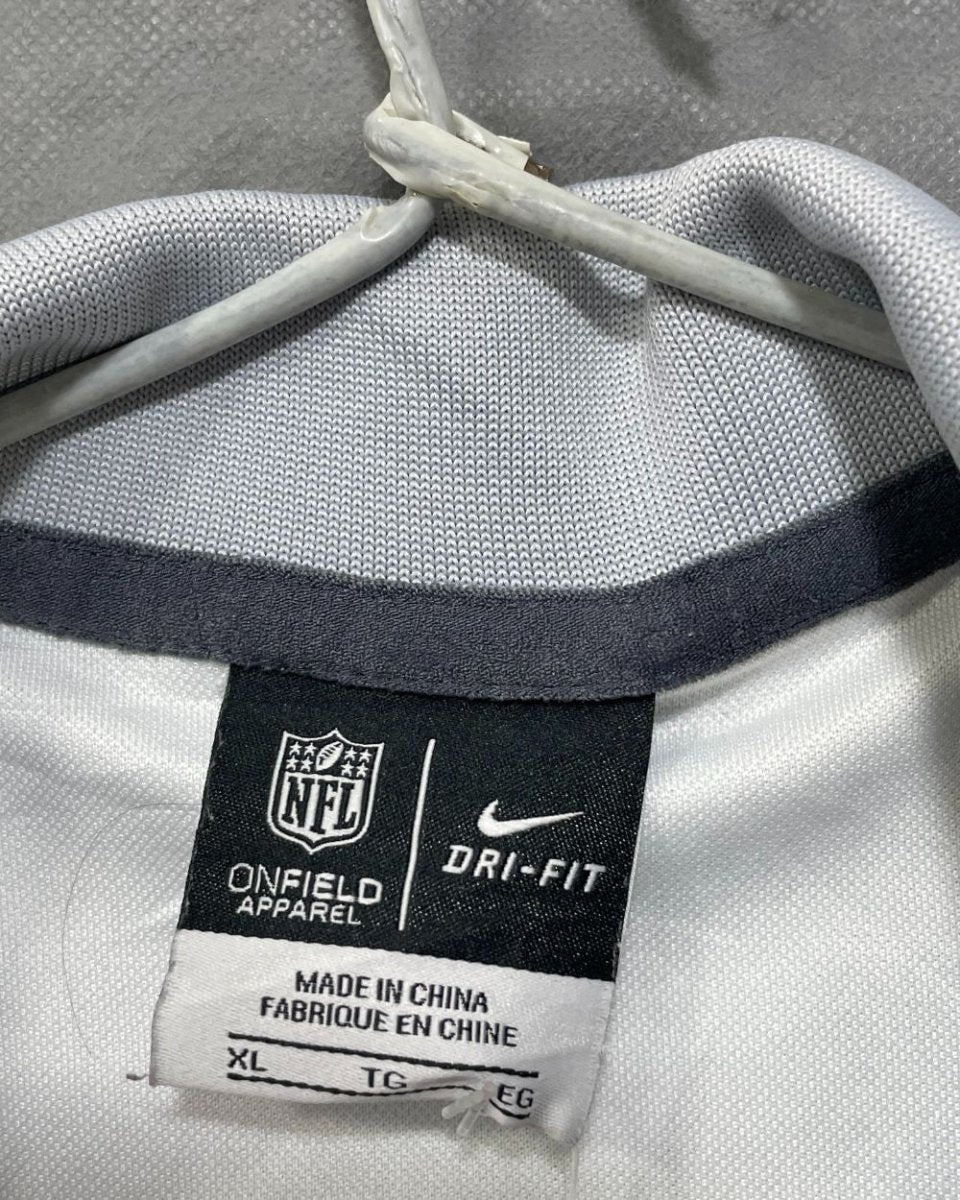 NFL
ONFIELD
APPAREL
DRI-FIT
MADE IN CHINA
FABRIQUE EN CHINE
XL TG EG